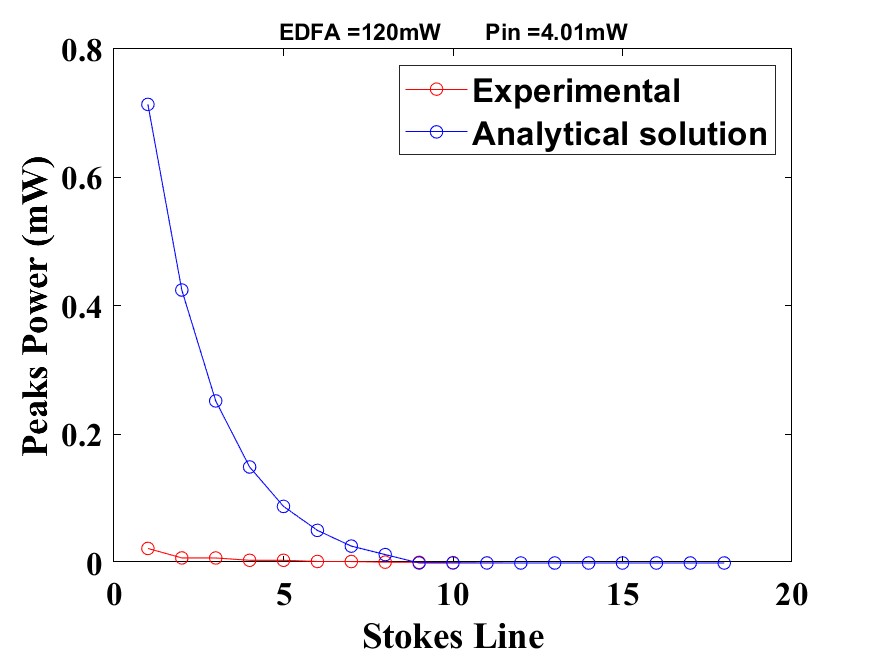 EDFA =120mW Pin =4.01mW
0.8
Experimental
Analytical solution
0.6
0.4
0.2
0
Peaks Power (mW)
0 5 10 15 20
Stokes Line